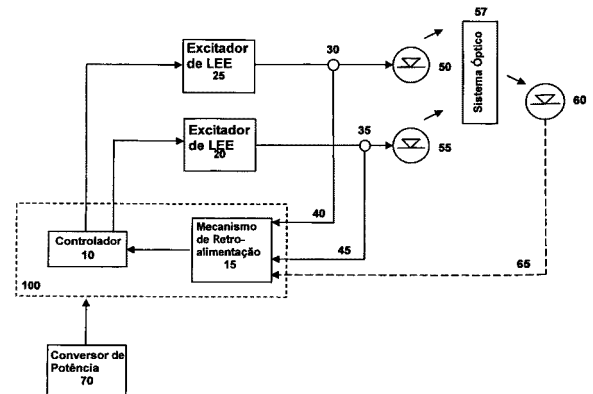 57
Excitador
de LEE
25
30
50
Sistema Óptico
60
Excitador
de LEE
20
35
55
40
Mecanismo
de Retro-
alimentação
15
Controlador
10
45
65
100
Conversor de
Potência
70